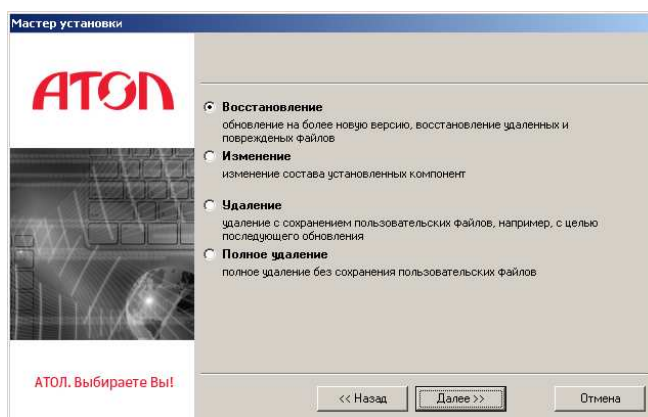 Мастер установки
АТОЛ
Восстановление
обновление на более новую версию, восстановление удаленных и
поврежденых файлов
Изменение
изменение состава установленных компонент
Удаление
удаление с сохранением пользовательских файлов, например, с целью
последующего обновления
Полное удаление
полное удаление без сохранения пользовательских файлов
АТОЛ. Выбираете Вы!
<< Назад
Далее >>
Отмена